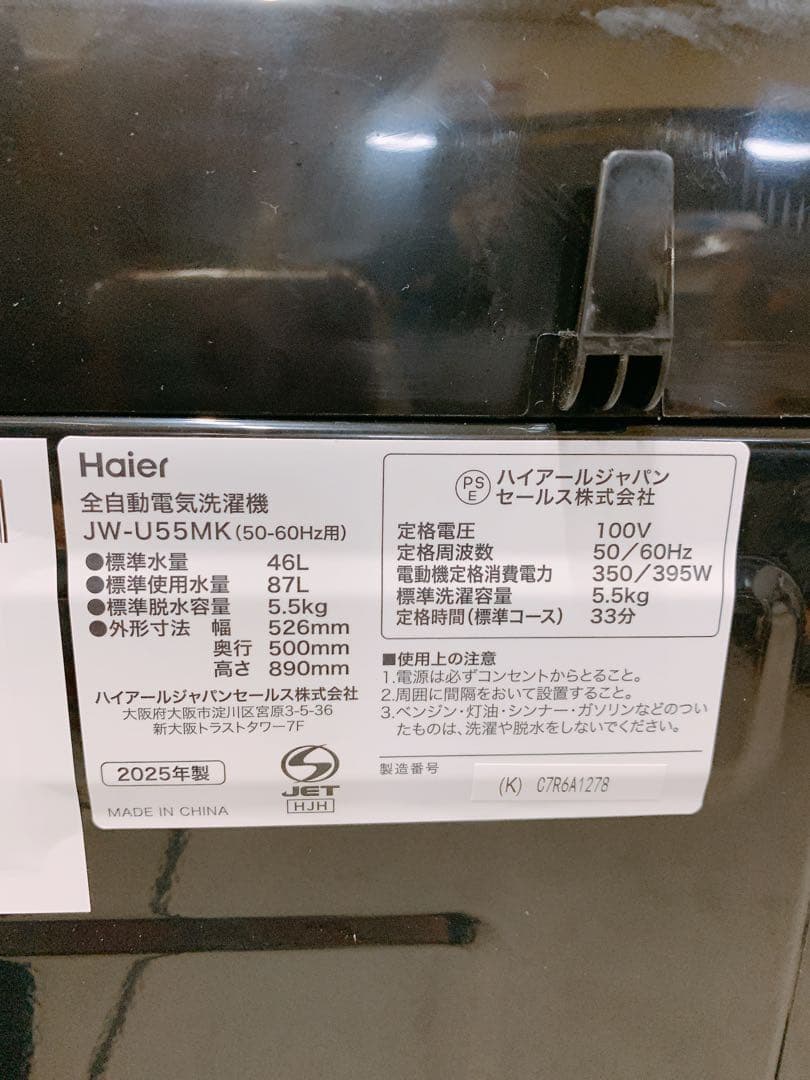 Haier
全自動電気洗濯機
JW-U55MK(50-60Hz用)
●標準水量 46L
●標準使用水量 87L
●標準脱水容量 5.5kg
●外形寸法 幅 526mm
奥行 500mm
高さ 890mm
ハイアールジャパンセールス株式会社
大阪府大阪市淀川区宮原3-5-36
新大阪トラストタワー7F
2025年製
MADE IN CHINA
S
JET
HJH
PS
E
ハイアールジャパン
セールス株式会社
定格電圧 100V
定格周波数 50/60Hz
電動機定格消費電力 350/395W
標準洗濯容量 5.5kg
定格時間(標準コース) 33分
■使用上の注意
1.電源は必ずコンセントからとること。
2.周囲に間隔をおいて設置すること。
3.ベンジン・灯油・シンナー・ガソリンなどのつい
たものは、洗濯や脱水をしないでください。
製造番号
(K) C7R6A1278